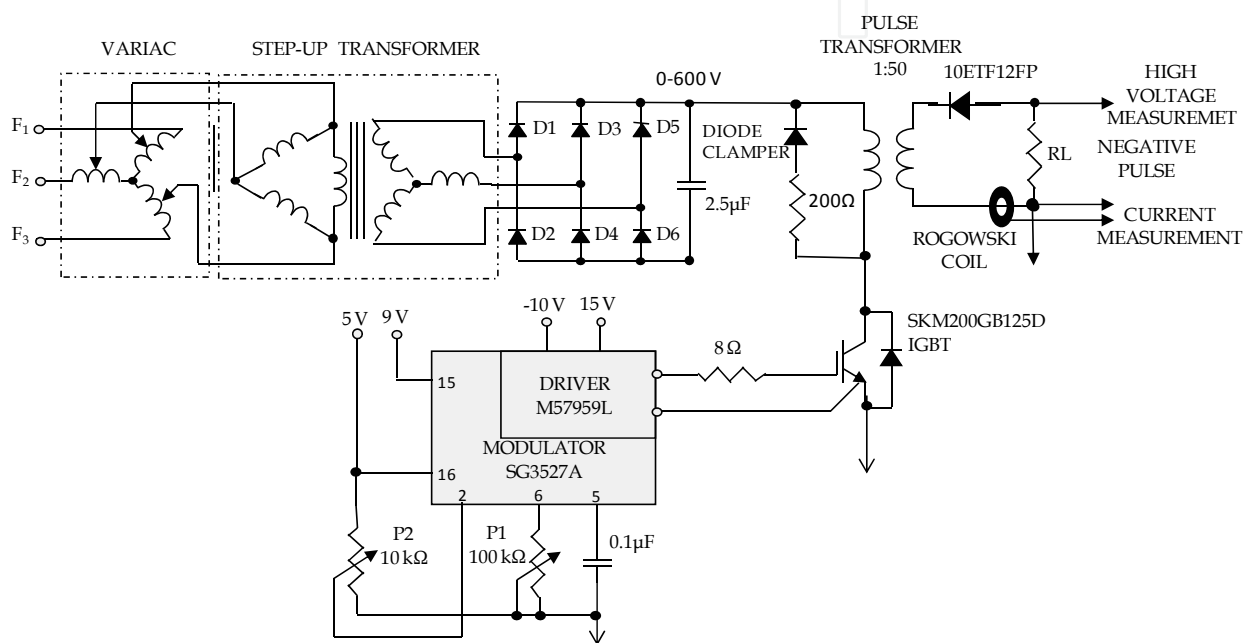 VARIAC
STEP-UP TRANSFORMER
PULSE
TRANSFORMER
1:50
10ETF12FP
HIGH
VOLTAGE
MEASUREMET
NEGATIVE
PULSE
CURRENT
MEASUREMENT
F1
F2
F3
D1
D3
D5
D2
D4
D6
0-600 V
2.5µF
DIODE
CLAMPER
200Ω
RL
ROGOWSKI
COIL
5 V
9 V
-10 V
15 V
8 Ω
SKM200GB125D
IGBT
15
DRIVER
M57959L
MODULATOR
SG3527A
16
2
6
5
P2
10 kΩ
P1
100 kΩ
0.1µF